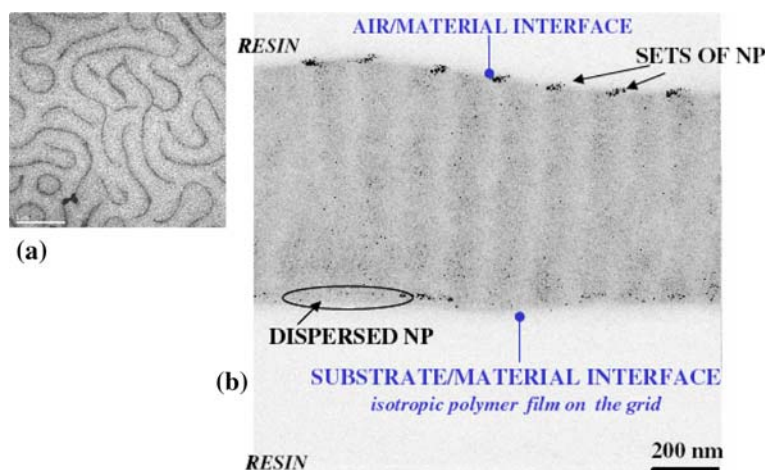 RESIN
AIR/MATERIAL INTERFACE
SETS OF NP
(a)
DISPERSED NP
(b)
SUBSTRATE/MATERIAL INTERFACE
isotropic polymer film on the grid
RESIN
200 nm